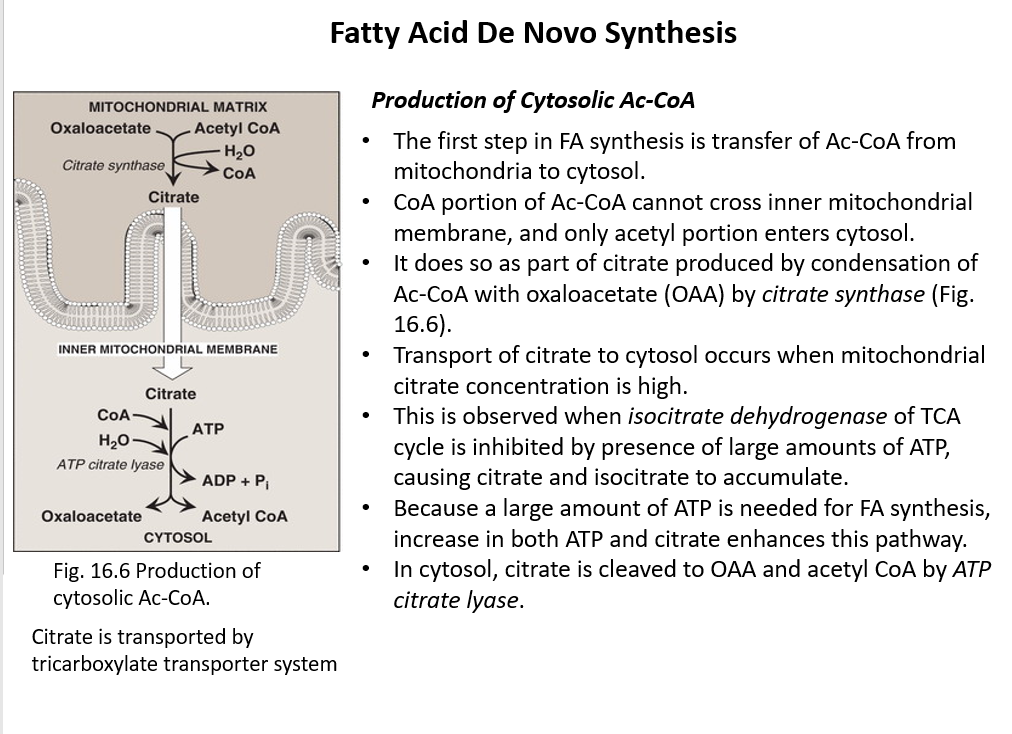 Fatty Acid De Novo Synthesis
MITOCHONDRIAL MATRIX
Oxaloacetate Acetyl CoA
H₂O
Citrate synthase
CoA
Citrate
INNER MITOCHONDRIAL MEMBRANE
Citrate
CoA
ATP
H₂O
ATP citrate lyase
ADP + Pi
Oxaloacetate Acetyl CoA
CYTOSOL
Fig. 16.6 Production of
cytosolic Ac-CoA.
Citrate is transported by
tricarboxylate transporter system
Production of Cytosolic Ac-CoA
• The first step in FA synthesis is transfer of Ac-CoA from
mitochondria to cytosol.
• CoA portion of Ac-CoA cannot cross inner mitochondrial
membrane, and only acetyl portion enters cytosol.
• It does so as part of citrate produced by condensation of
Ac-CoA with oxaloacetate (OAA) by citrate synthase (Fig.
16.6).
• Transport of citrate to cytosol occurs when mitochondrial
citrate concentration is high.
• This is observed when isocitrate dehydrogenase of TCA
cycle is inhibited by presence of large amounts of ATP,
causing citrate and isocitrate to accumulate.
• Because a large amount of ATP is needed for FA synthesis,
increase in both ATP and citrate enhances this pathway.
• In cytosol, citrate is cleaved to OAA and acetyl CoA by ATP
citrate lyase.